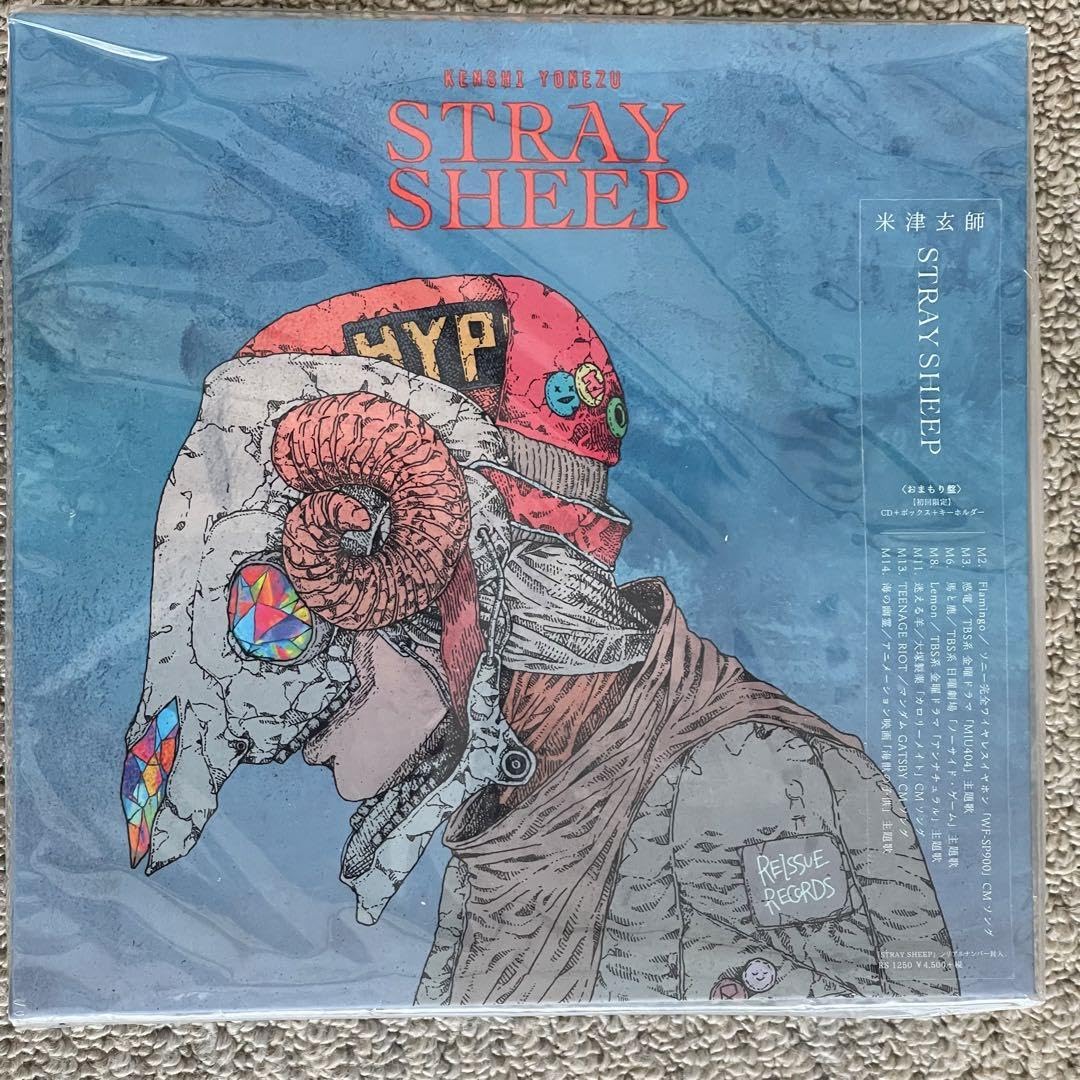 KENSHI YONEZU
STRAY
SHEEP
HYP
米津玄師
STRAY SHEEP
〈おまもり盤〉
【初回限定】
CD+ボックス+キーホルダー
M2. Flamingo／ソニー完全ワイヤレスイヤホン「WF-SP900」CMソング
M3. 感電／TBS系 金曜ドラマ「MIU404」主題歌
M6. 馬と鹿／TBS系 日曜劇場「ノーサイド・ゲーム」主題歌
M8. Lemon／TBS系 金曜ドラマ「アンナチュラル」主題歌
M11. 迷える羊／大塚製薬「カロリーメイト」CMソング
M13. TEENAGE RIOT／マンダム GATSBY CMソング
M14. 海の幽霊／アニメーション映画「海獣の子供」主題歌
REISSUE
RECORDS
「STRAY SHEEP」シリアルナンバー封入
RS 1250 ¥4,500+税